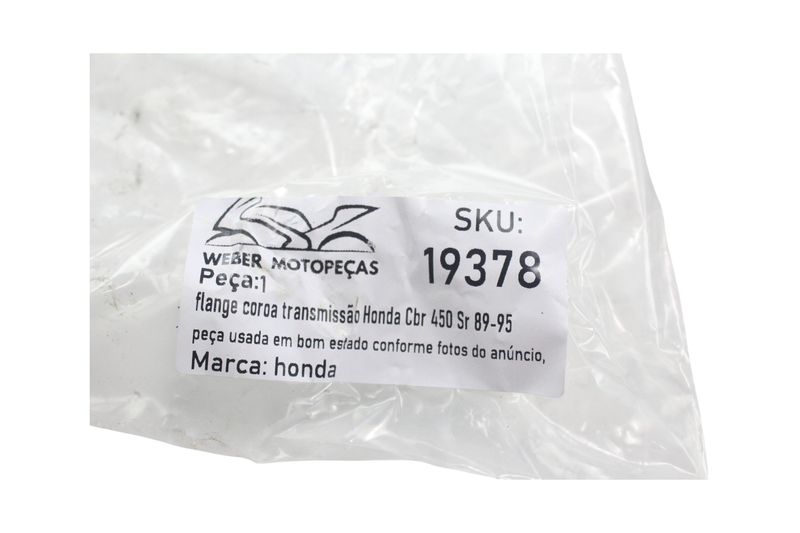 WEBER MOTOPEÇAS
SKU:
19378
Peça:1
flange coroa transmissão Honda Cbr 450 Sr 89-95
peça usada em bom estado conforme fotos do anúncio,
Marca: honda